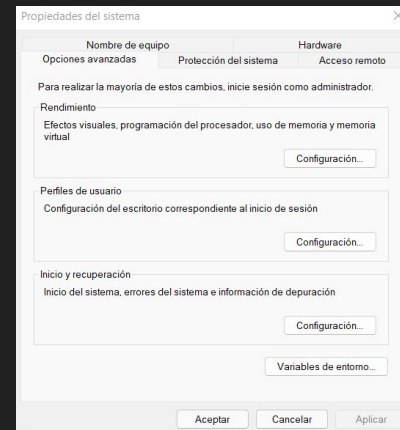 Propiedades del sistema
Nombre de equipo
Hardware
Opciones avanzadas
Protección del sistema
Acceso remoto
Para realizar la mayoría de estos cambios, inicie sesión como administrador.
Rendimiento
Efectos visuales, programación del procesador, uso de memoria y memoria
virtual
Configuración...
Perfiles de usuario
Configuración del escritorio correspondiente al inicio de sesión
Configuración...
Inicio y recuperación
Inicio del sistema, errores del sistema e información de depuración
Configuración...
Variables de entorno...
Aceptar
Cancelar
Aplicar